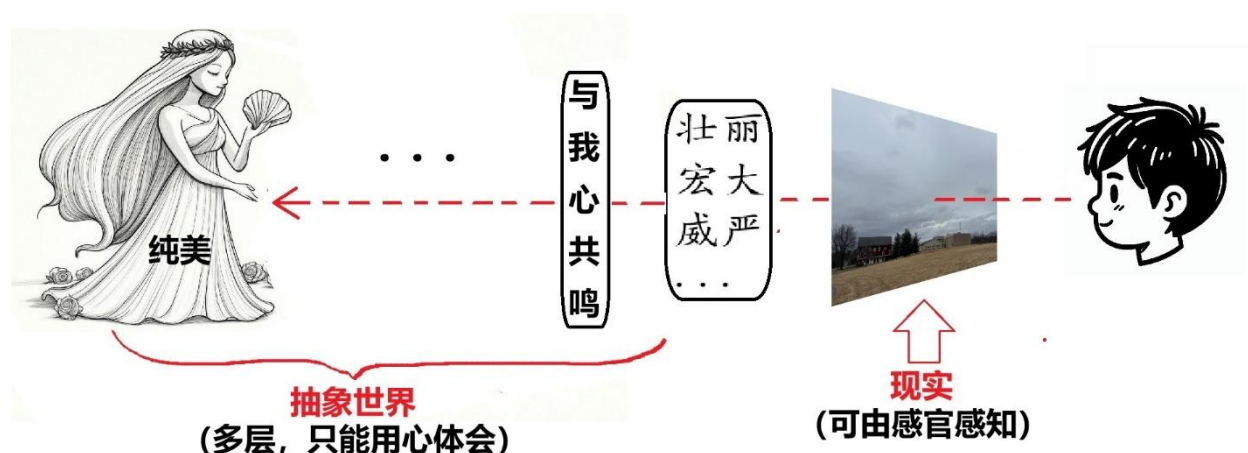 纯美
...
与我心共鸣
壮丽
宏大
威严
...
抽象世界
（多层，只能用心体会）
现实
（可由感官感知）